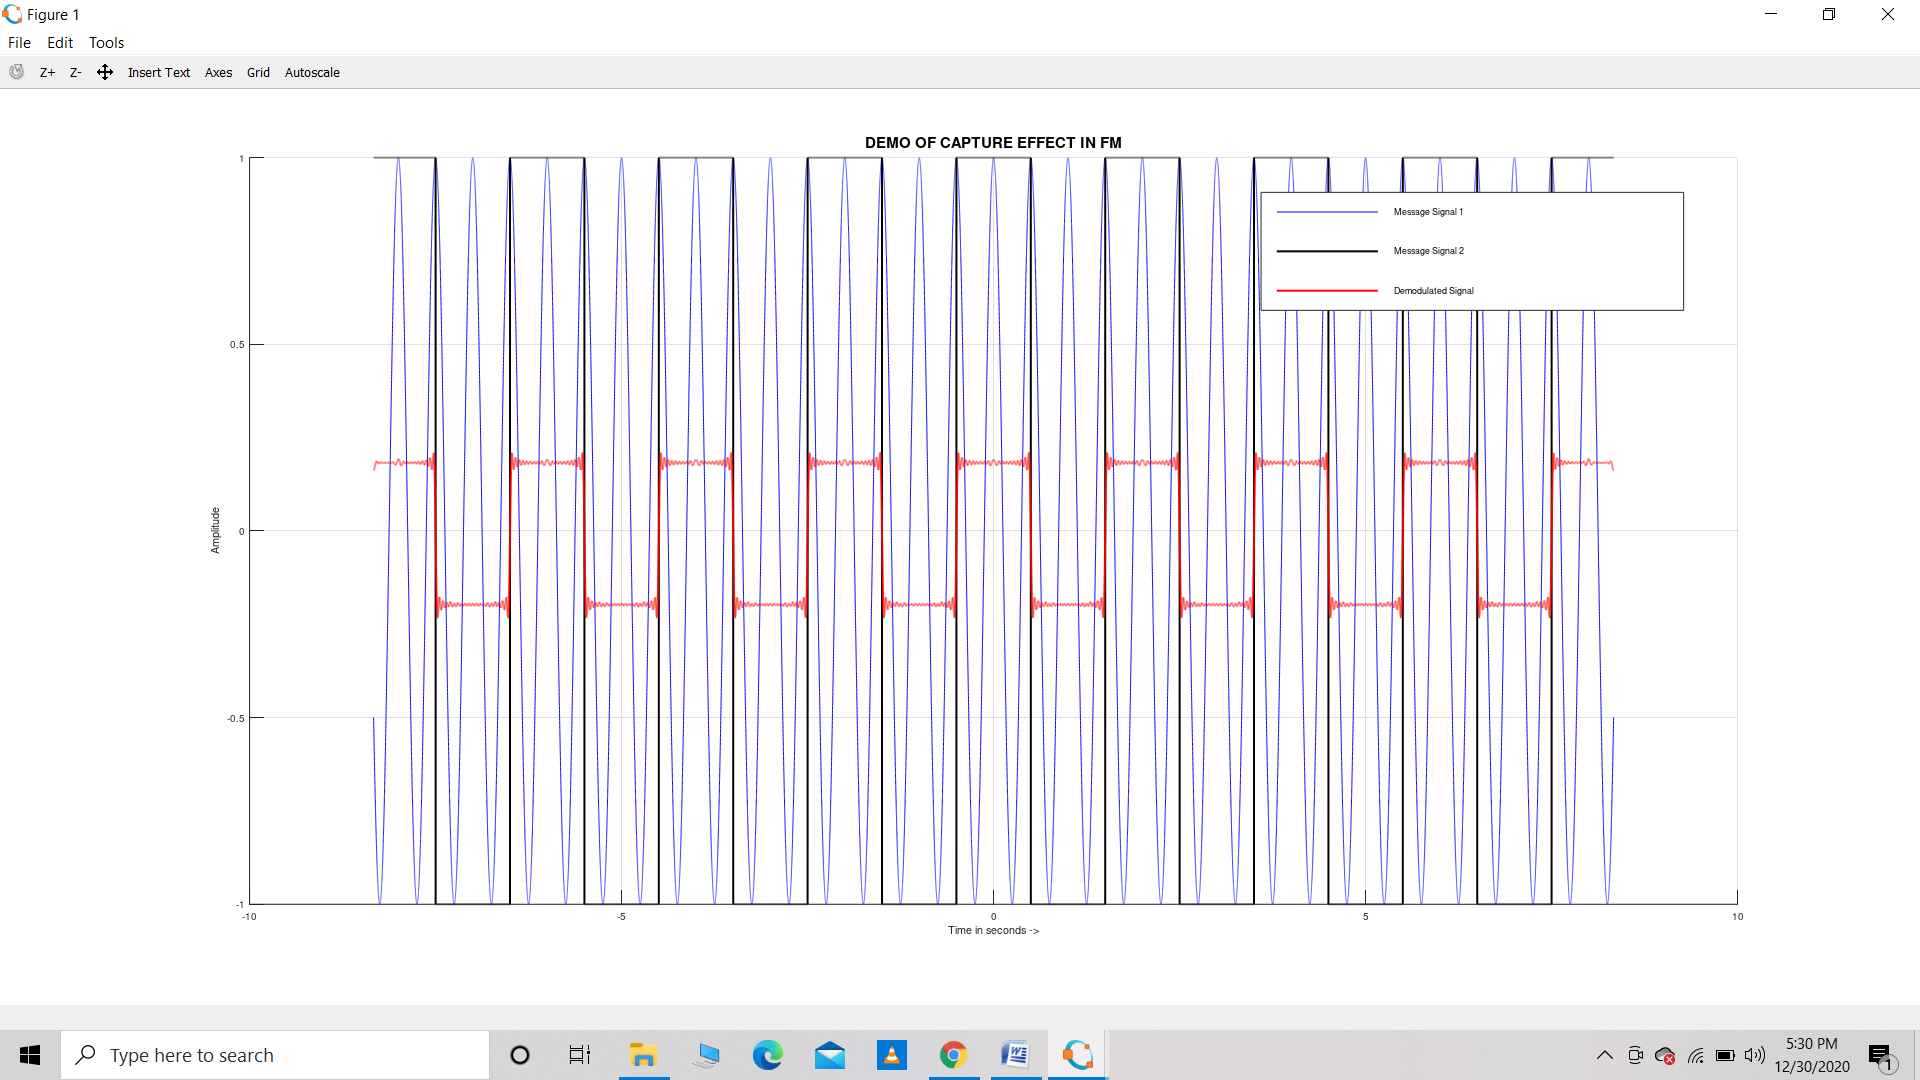 Figure 1
File Edit Tools
Z+ Z- Insert Text Axes Grid Autoscale
DEMO OF CAPTURE EFFECT IN FM
1
Message Signal 1
Message Signal 2
Demodulated Signal
0.5
0
Amplitude
-0.5
-1
-10 -5 0 5 10
Time in seconds ->
Type here to search
5:30 PM
12/30/2020
1